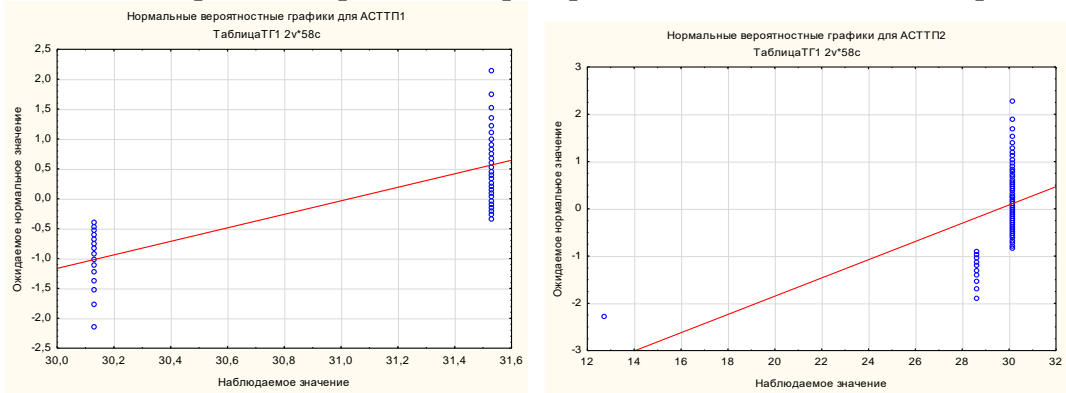 Нормальные вероятностные графики для АСТТП1
ТаблицаТГ1 2v*58c
2,5
2,0
1,5
1,0
0,5
0,0
-0,5
-1,0
-1,5
-2,0
-2,5
Ожидаемое нормальное значение
30,0 30,2 30,4 30,6 30,8 31,0 31,2 31,4 31,6
Наблюдаемое значение
Нормальные вероятностные графики для АСТТП2
ТаблицаТГ1 2v*58c
3
2
1
0
-1
-2
-3
Ожидаемое нормальное значение
12 14 16 18 20 22 24 26 28 30 32
Наблюдаемое значение